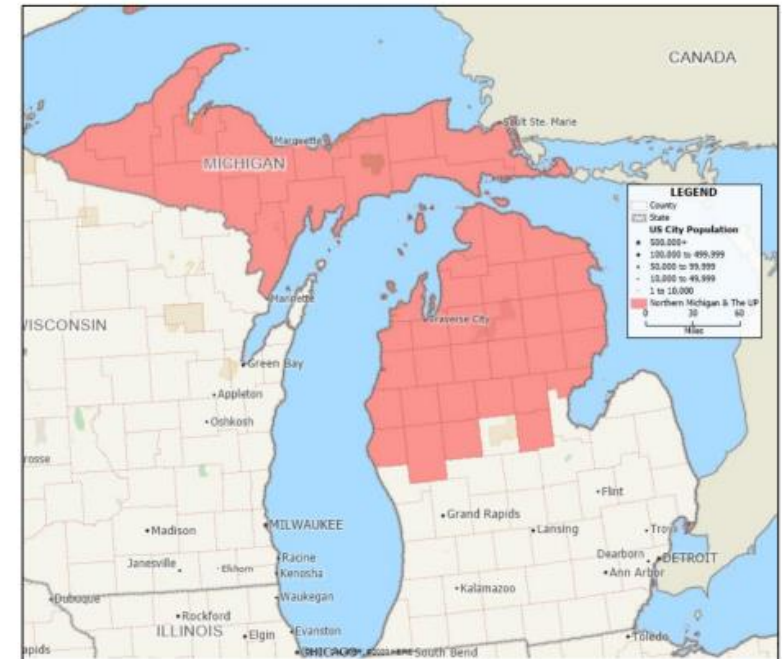 CANADA
Sault Ste. Marie
Marquette
MICHIGAN
LEGEND
County
State
US City Population
500,000+
100,000 to 499,999
50,000 to 99,999
10,000 to 49,999
1 to 10,000
Northern Michigan & The UP
0 30 60
Miles
Marinette
Traverse City
WISCONSIN
Green Bay
Appleton
Oshkosh
rosse
Flint
Grand Rapids
Lansing
Troy
Madison
MILWAUKEE
Dearborn
DETROIT
Janesville
Elkhorn
Racine
Kenosha
Ann Arbor
Kalamazoo
Dubuque
Waukegan
Rockford
ILLINOIS
Elgin
Evanston
Toledo
apids
CHICAGO
South Bend